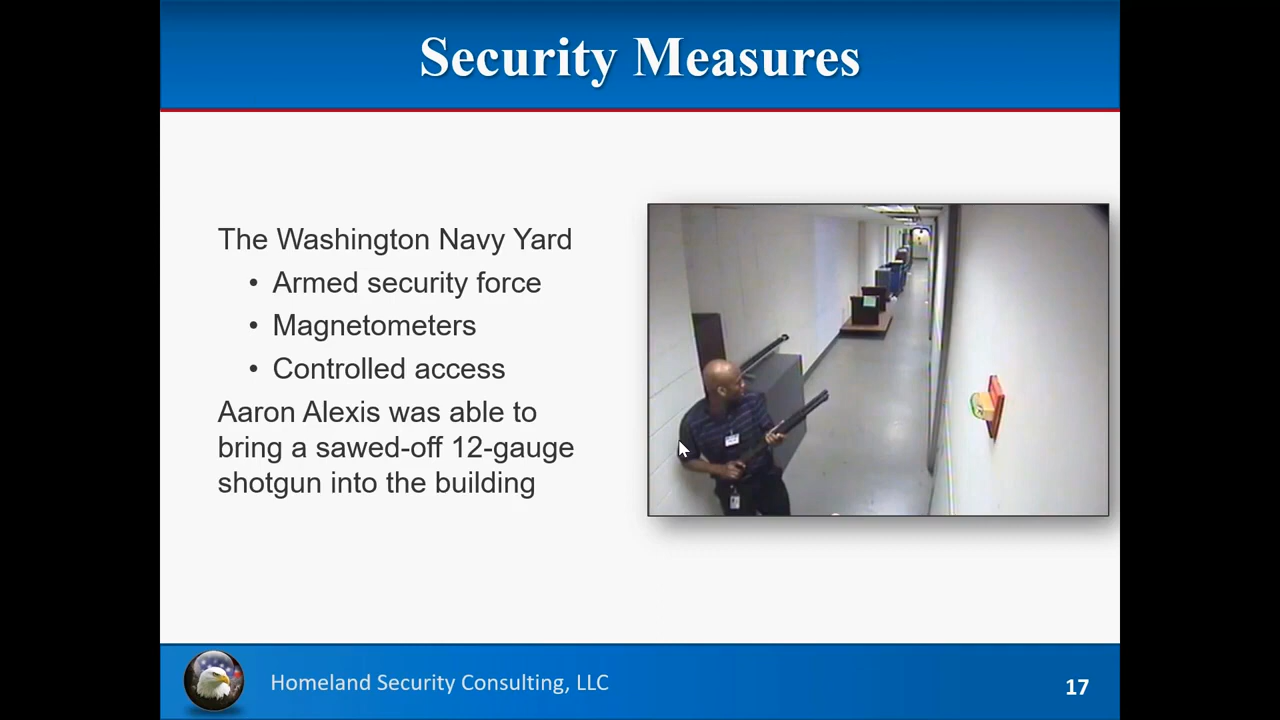 Security Measures
The Washington Navy Yard
• Armed security force
• Magnetometers
• Controlled access
Aaron Alexis was able to
bring a sawed-off 12-gauge
shotgun into the building
Homeland Security Consulting, LLC
17